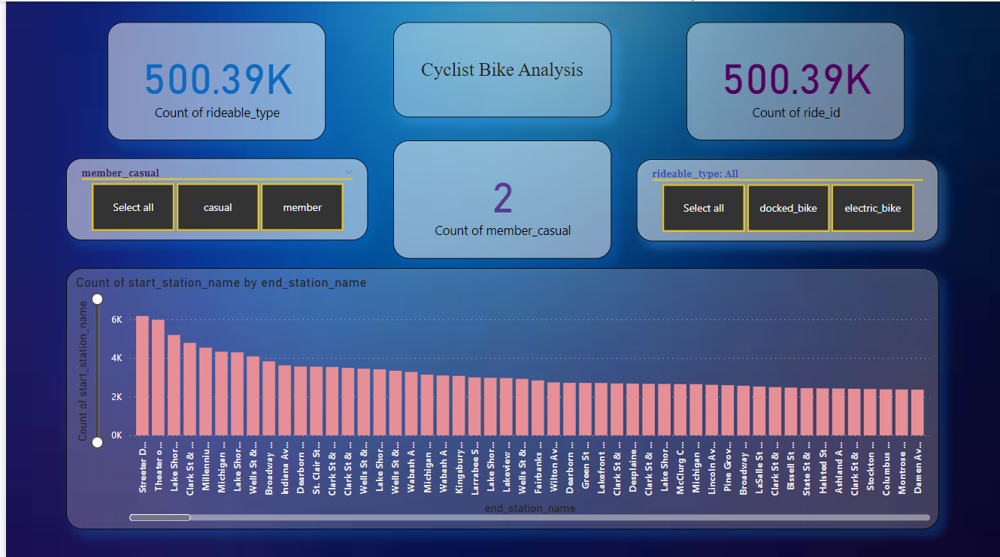 500.39K
Count of rideable_type
Cyclist Bike Analysis
500.39K
Count of ride_id
member_casual
Select all
casual
member
2
Count of member_casual
rideable_type: All
Select all
docked_bike
electric_bike
Count of start_station_name by end_station_name
Count of start_station_name
6K
4K
2K
0K
Streeter D...
Theater o...
Lake Shor...
Clark St & ...
Millenniu...
Michigan ...
Lake Shor...
Wells St &...
Broadway ...
Indiana Av...
Dearborn ...
St. Clair St...
Clark St & ...
Clark St & ...
Wells St &...
Lake Shor...
Wells St &...
Wabash A...
Michigan ...
Wabash A...
Kingsbury...
Larrabee S...
Lake Shor...
Lakeview ...
Wells St &...
Fairbanks ...
Wilton Av...
Dearborn ...
Green St ...
Lakefront ...
Clark St & ...
Desplaine...
Clark St & ...
Lake Shor...
McClurg C...
Michigan ...
Lincoln Av...
Pine Grov...
Broadway ...
LaSalle St ...
Clark St & ...
Bissell St ...
State St & ...
Halsted St...
Ashland A...
Clark St & ...
Stockton ...
Columbus ...
Montrose ...
Damen Av...
end_station_name